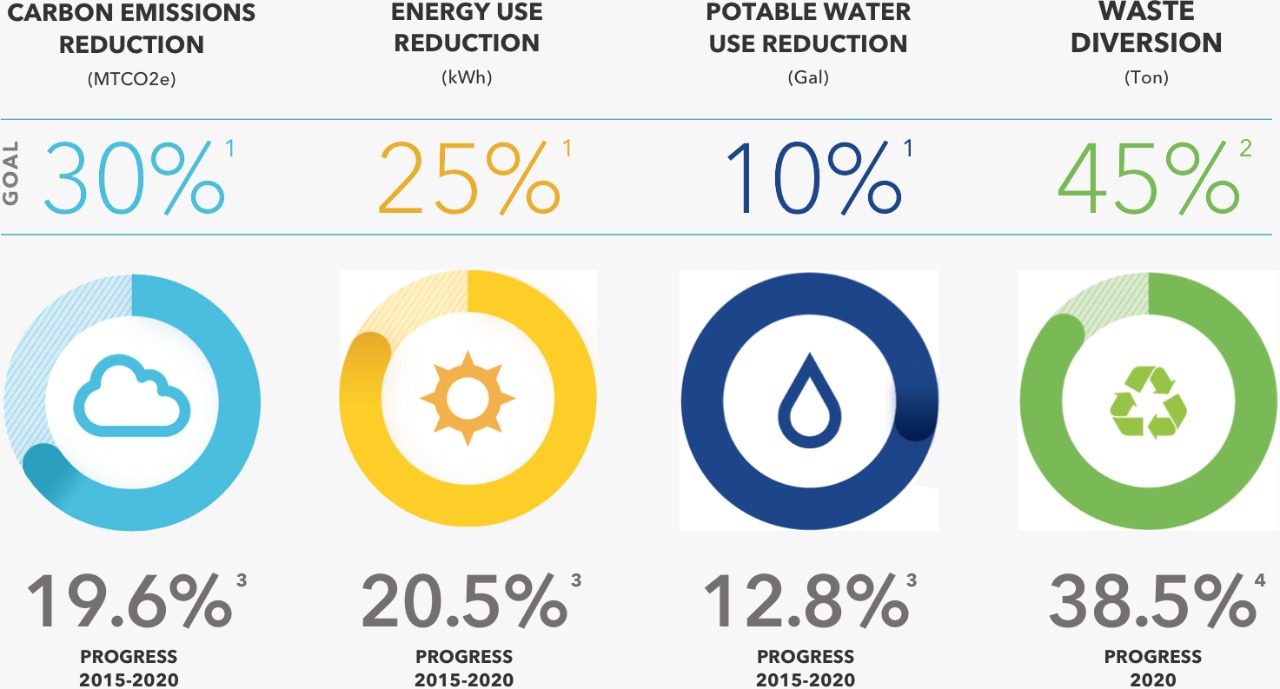 CARBON EMISSIONS
REDUCTION
(MTCO2e)
ENERGY USE
REDUCTION
(kWh)
POTABLE WATER
USE REDUCTION
(Gal)
WASTE
DIVERSION
(Ton)
GOAL
30%¹
25%¹
10%¹
45%²
19.6%³
PROGRESS
2015-2020
20.5%³
PROGRESS
2015-2020
12.8%³
PROGRESS
2015-2020
38.5%⁴
PROGRESS
2020